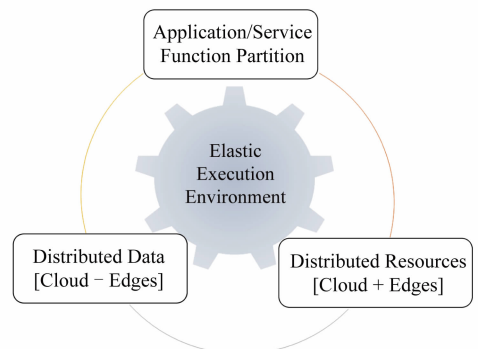 Application/Service
Function Partition
Elastic
Execution
Environment
Distributed Data
[Cloud − Edges]
Distributed Resources
[Cloud + Edges]